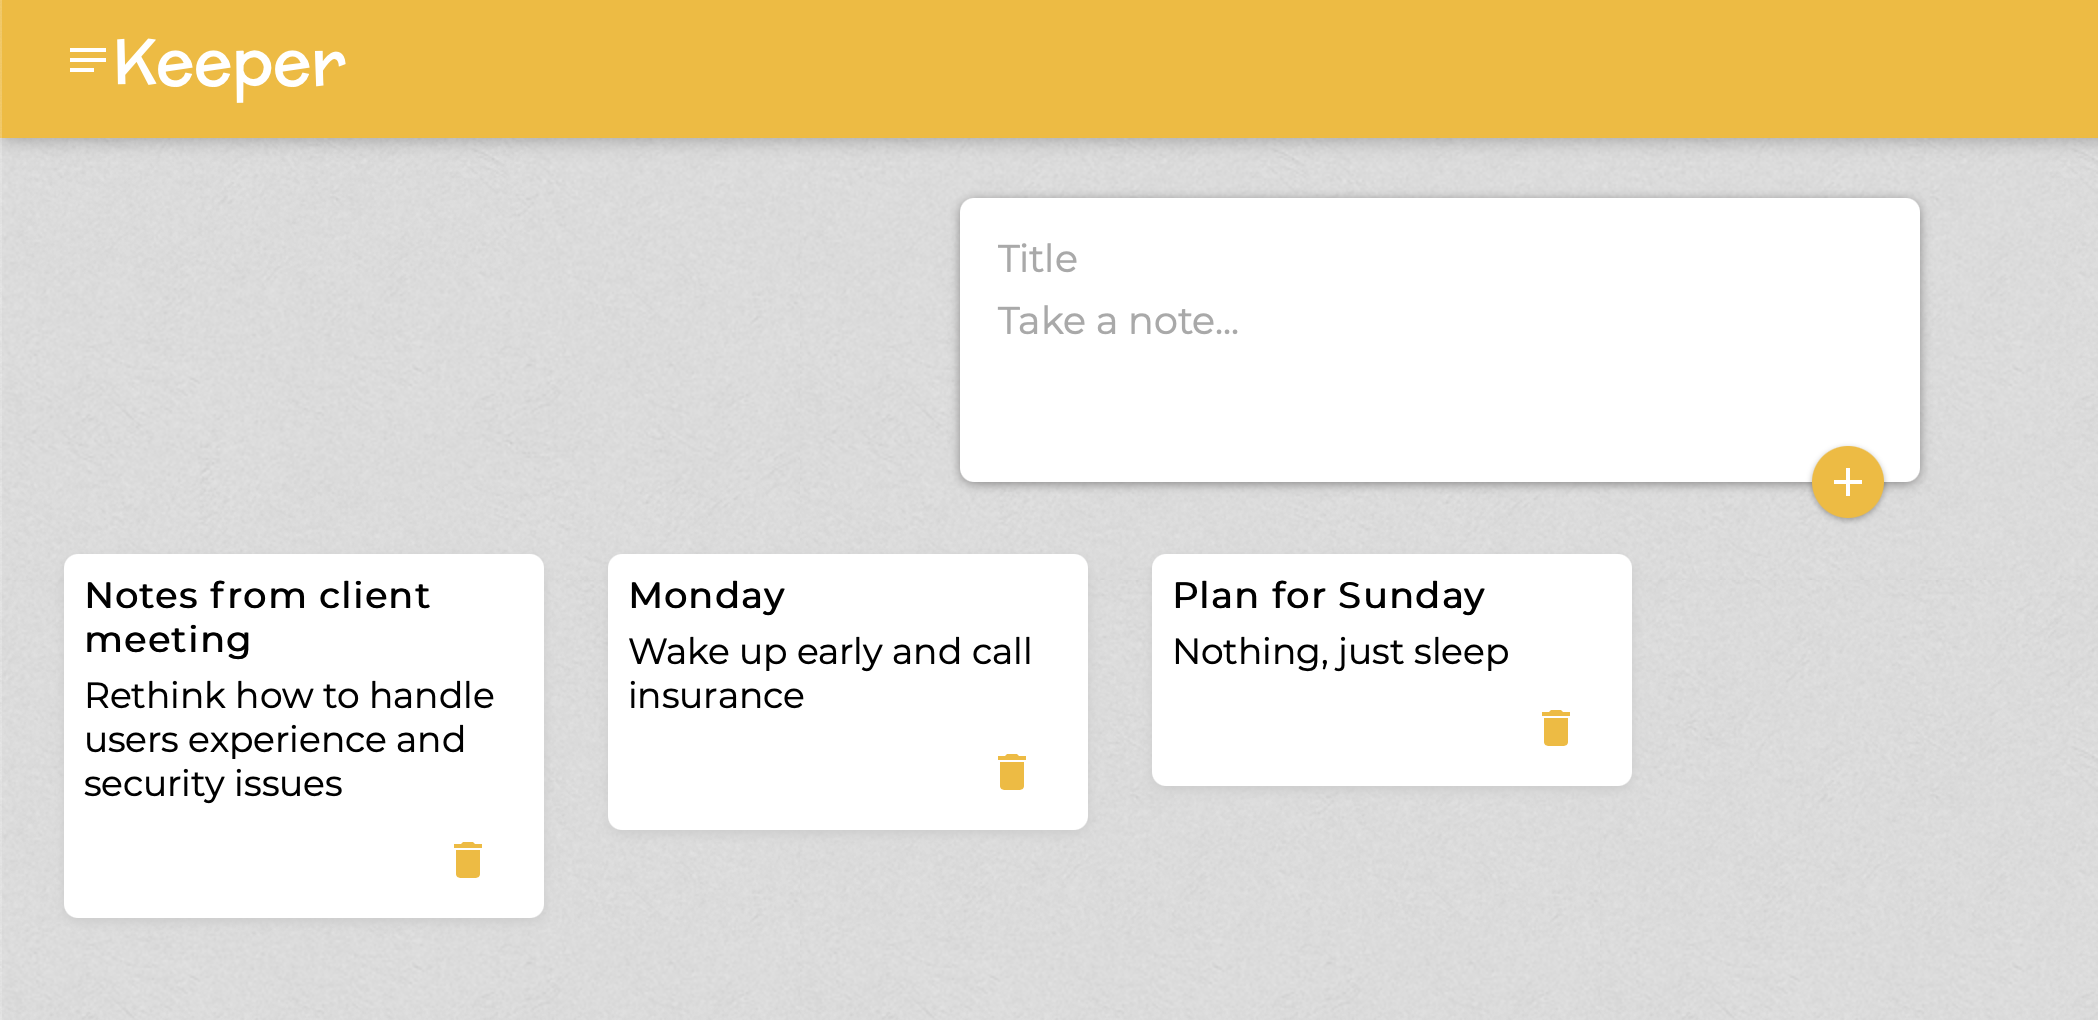 Keeper
Title
Take a note...
Notes from client
meeting
Rethink how to handle
users experience and
security issues
Monday
Wake up early and call
insurance
Plan for Sunday
Nothing, just sleep